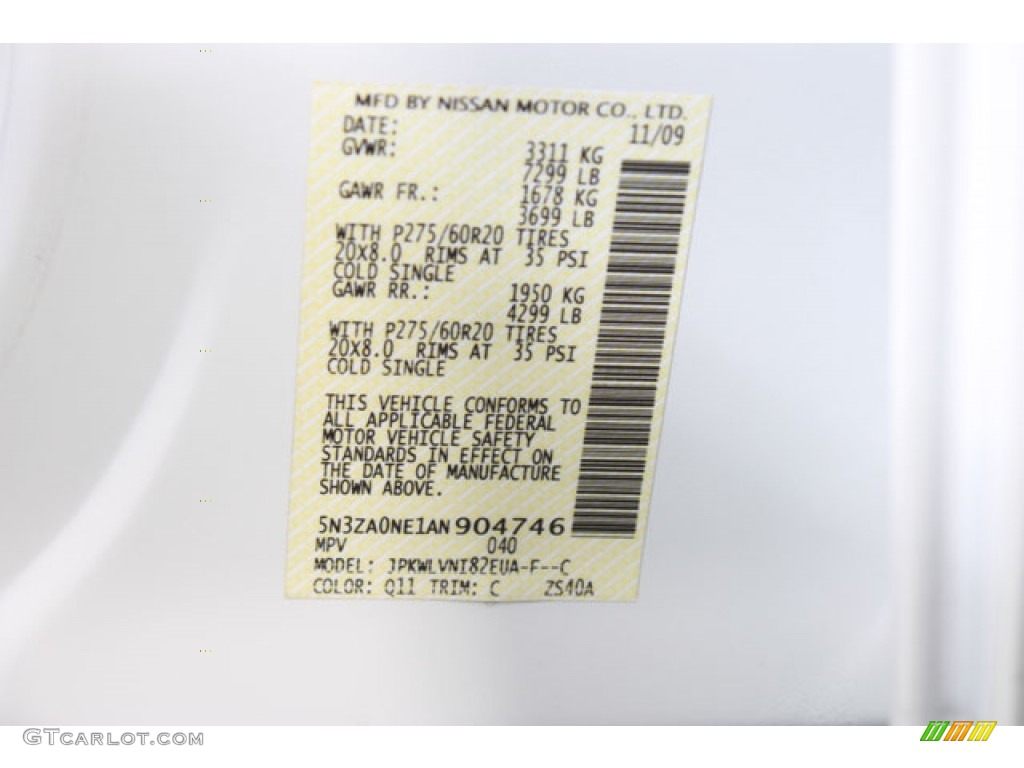 MFD BY NISSAN MOTOR CO., LTD.
DATE: 11/09
GVWR: 3311 KG
7299 LB
GAWR FR.: 1678 KG
3699 LB
WITH P275/60R20 TIRES
20X8.0 RIMS AT 35 PSI
COLD SINGLE
GAWR RR.: 1950 KG
4299 LB
WITH P275/60R20 TIRES
20X8.0 RIMS AT 35 PSI
COLD SINGLE
THIS VEHICLE CONFORMS TO
ALL APPLICABLE FEDERAL
MOTOR VEHICLE SAFETY
STANDARDS IN EFFECT ON
THE DATE OF MANUFACTURE
SHOWN ABOVE.
5N3ZA0NE1AN904746
MPV 040
MODEL: JPKWLVNI82EUA-F--C
COLOR: Q11 TRIM: C ZS40A
GTCARLOT.COM